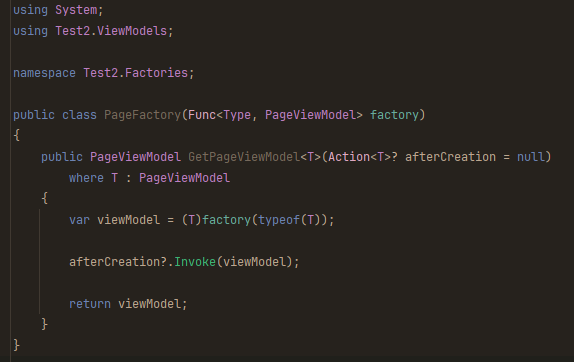 using System;
using Test2.ViewModels;
namespace Test2.Factories;
public class PageFactory(Func<Type, PageViewModel> factory)
{
    public PageViewModel GetPageViewModel<T>(Action<T>? afterCreation = null)
        where T : PageViewModel
    {
        var viewModel = (T)factory(typeof(T));
        afterCreation?.Invoke(viewModel);
        return viewModel;
    }
}